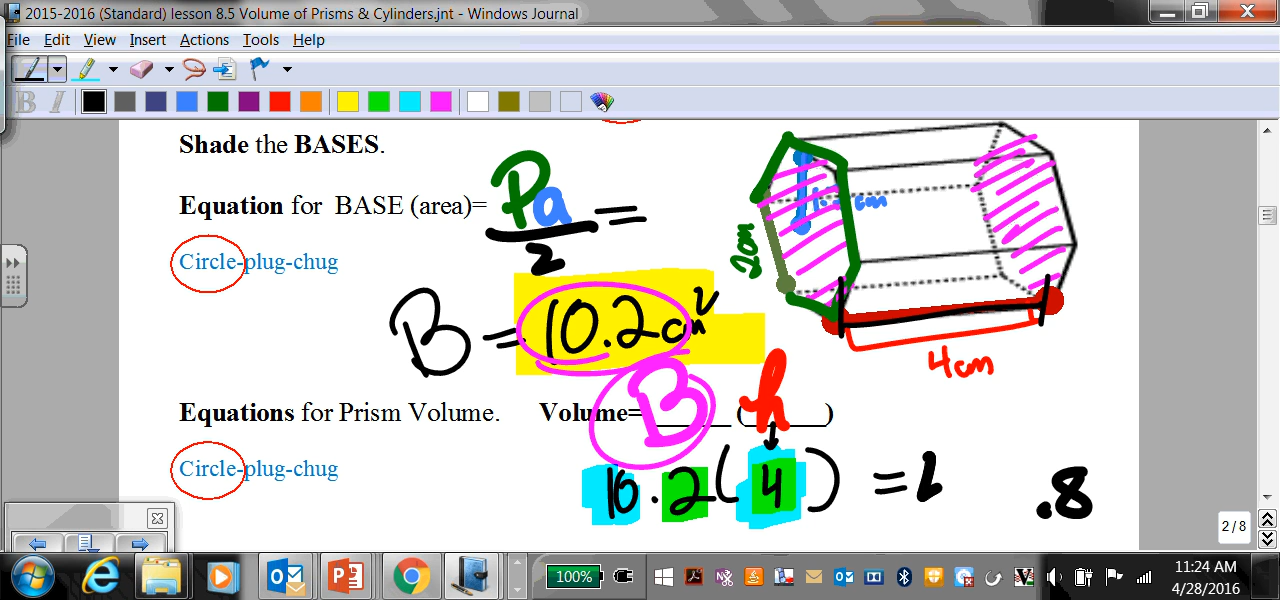 2015-2016 (Standard) lesson 8.5 Volume of Prisms & Cylinders.jnt - Windows Journal
File Edit View Insert Actions Tools Help
B I
Shade the BASES.
Equation for BASE (area)= Pa =
2
Circle-plug-chug
B = 10.2cm²
2cm
cm
4cm
Equations for Prism Volume. Volume= B (h)
Circle-plug-chug
10.2(4) =
.8
2 / 8
100%
11:24 AM
4/28/2016